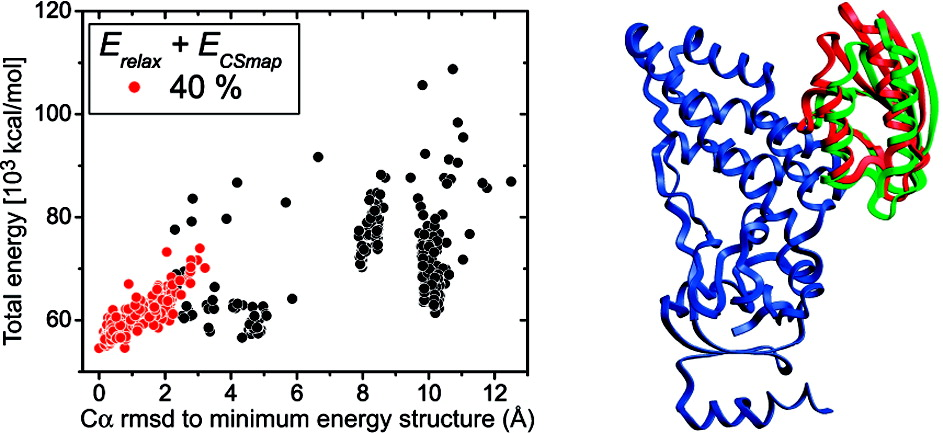 120
100
80
60
Total energy [10³ kcal/mol]
E_relax + E_CSmap
40 %
0 2 4 6 8 10 12
Cα rmsd to minimum energy structure (Å)